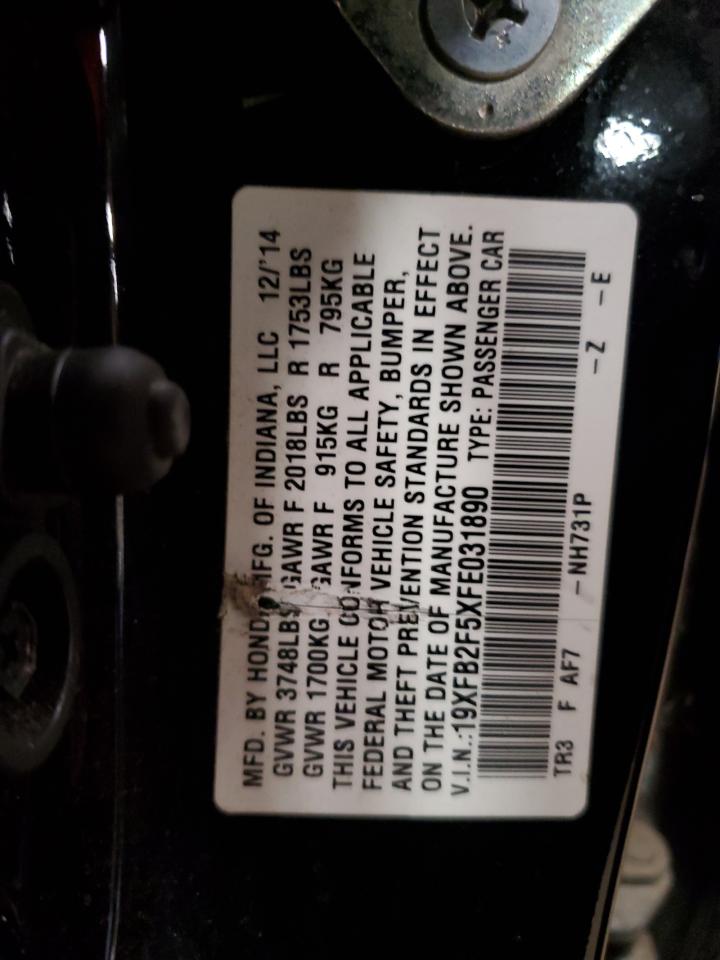 MFD. BY HONDA MFG. OF INDIANA, LLC 12/'14
GVWR 3748LBS GAWR F 2018LBS R 1753LBS
GVWR 1700KG GAWR F 915KG R 795KG
THIS VEHICLE CONFORMS TO ALL APPLICABLE
FEDERAL MOTOR VEHICLE SAFETY, BUMPER,
AND THEFT PREVENTION STANDARDS IN EFFECT
ON THE DATE OF MANUFACTURE SHOWN ABOVE.
V.I.N.:19XFB2F5XFE031890 TYPE: PASSENGER CAR
TR3 F AF7 –NH731P –Z –E